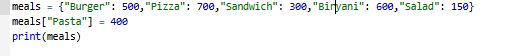 meals = {"Burger": 500,"Pizza": 700,"Sandwich": 300,"Biryani": 600,"Salad": 150}
meals["Pasta"] = 400
print(meals)